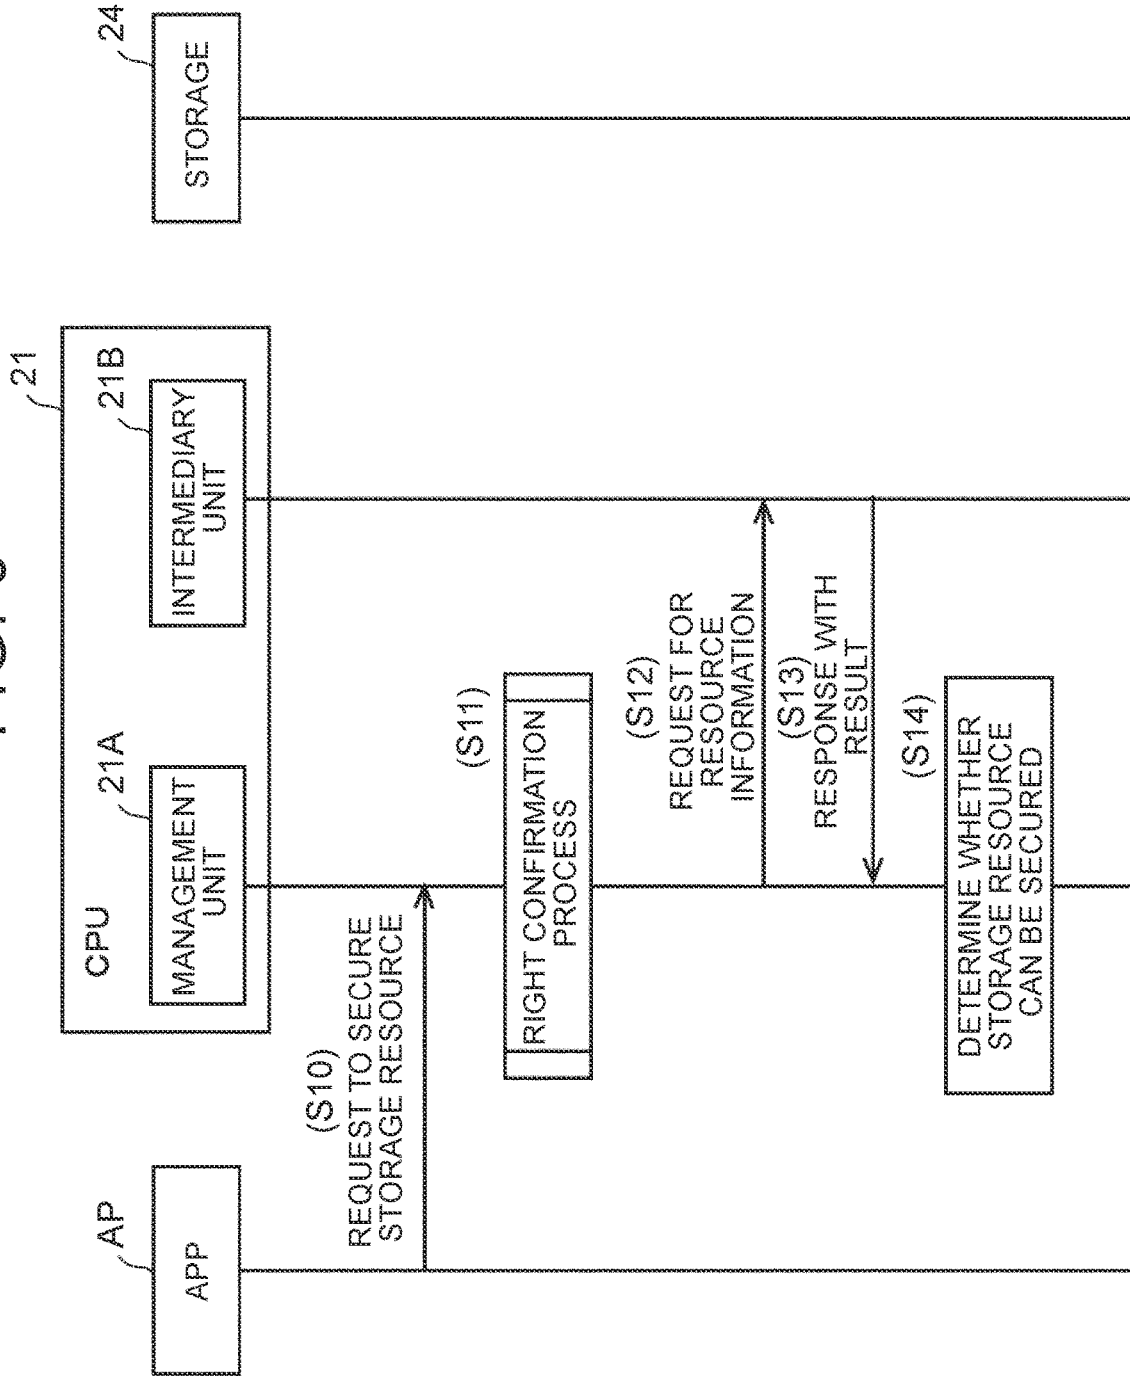 21
CPU
AP
21A
21B
24
APP
MANAGEMENT
UNIT
INTERMEDIARY
UNIT
STORAGE
(S10)
REQUEST TO SECURE
STORAGE RESOURCE
(S11)
RIGHT CONFIRMATION
PROCESS
(S12)
REQUEST FOR
RESOURCE
INFORMATION
(S13)
RESPONSE WITH
RESULT
(S14)
DETERMINE WHETHER
STORAGE RESOURCE
CAN BE SECURED